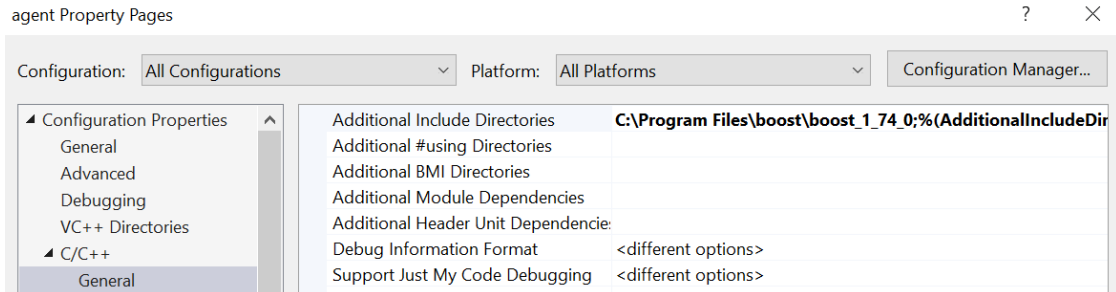 agent Property Pages
Configuration: All Configurations Platform: All Platforms Configuration Manager...
Configuration Properties
General
Advanced
Debugging
VC++ Directories
C/C++
General
Additional Include Directories C:\Program Files\boost\boost_1_74_0;%(AdditionalIncludeDir
Additional #using Directories
Additional BMI Directories
Additional Module Dependencies
Additional Header Unit Dependencies
Debug Information Format <different options>
Support Just My Code Debugging <different options>